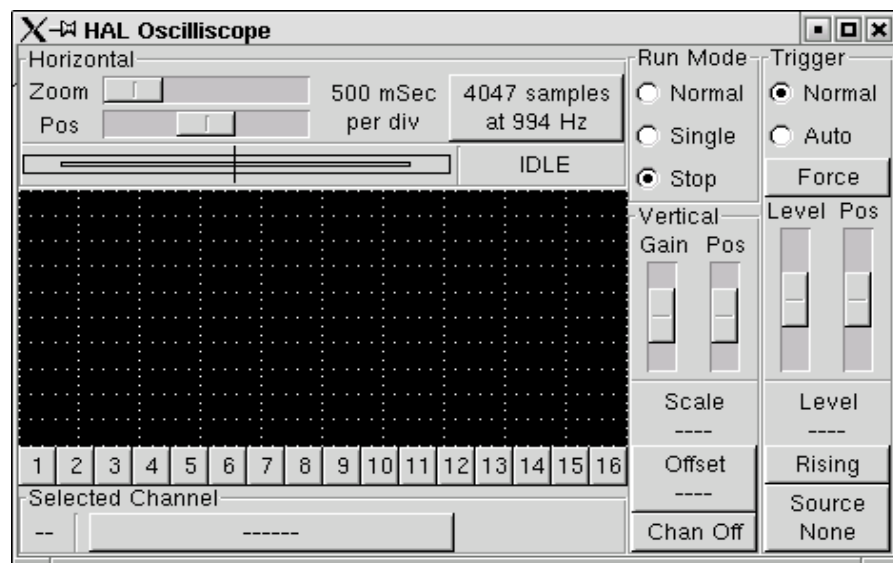 HAL Oscilliscope
Horizontal
Zoom
Pos
500 mSec
per div
4047 samples
at 994 Hz
IDLE
Run Mode
Normal
Single
Stop
Trigger
Normal
Auto
Force
Level Pos
Vertical
Gain Pos
Scale
----
Level
----
1 2 3 4 5 6 7 8 9 10 11 12 13 14 15 16
Offset
----
Rising
Selected Channel
--
------
Chan Off
Source
None